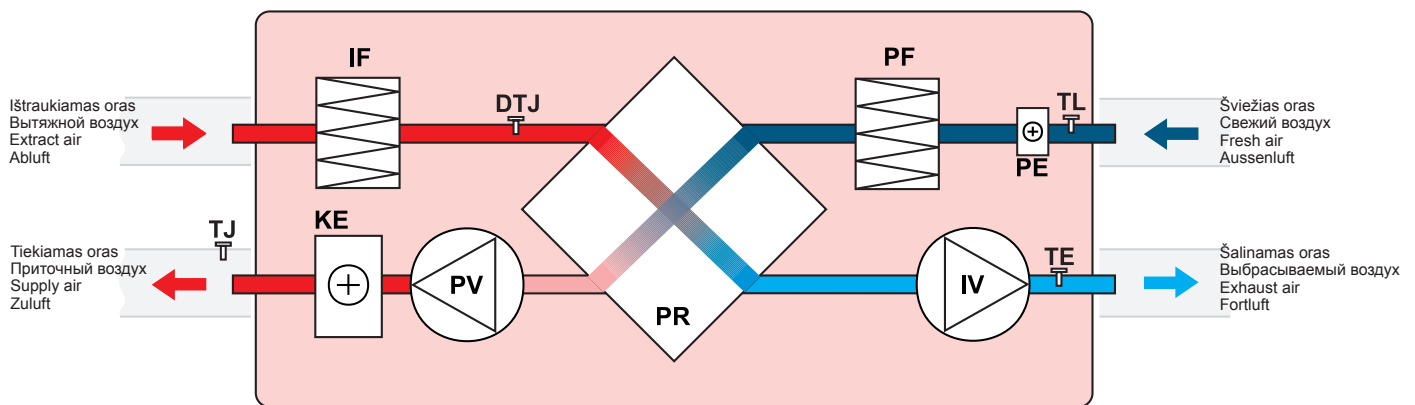 IF
PF
DTJ
TL
Ištraukiamas oras
Вытяжной воздух
Extract air
Abluft
Šviežias oras
Свежий воздух
Fresh air
Aussenluft
PE
TJ
KE
Tiekiamas oras
Приточный воздух
Supply air
Zuluft
PV
PR
IV
TE
Šalinamas oras
Выбрасываемый воздух
Exhaust air
Fortluft